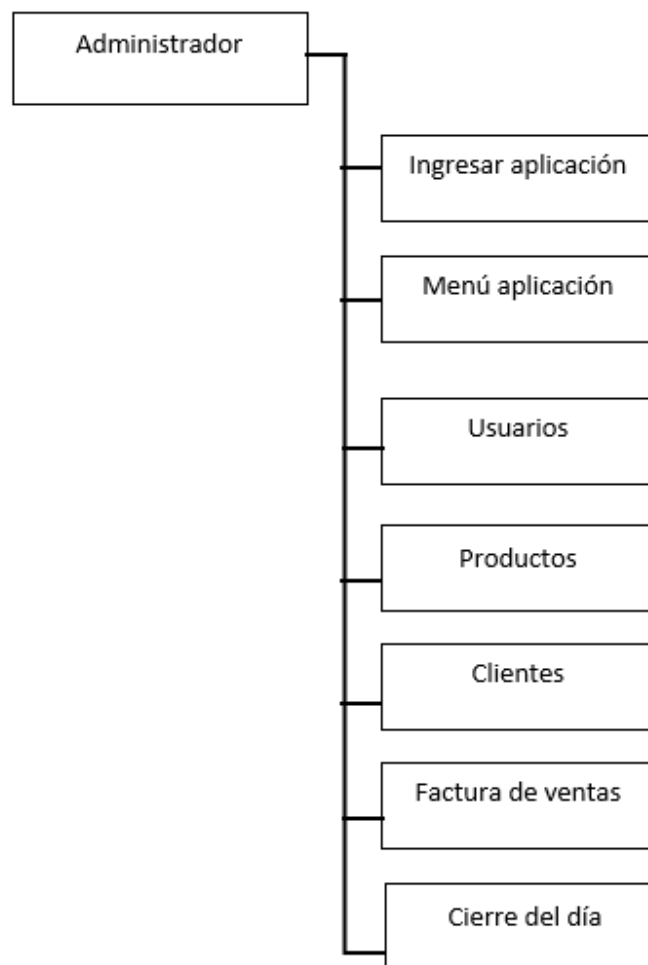 Administrador
Ingresar aplicación
Menú aplicación
Usuarios
Productos
Clientes
Factura de ventas
Cierre del día